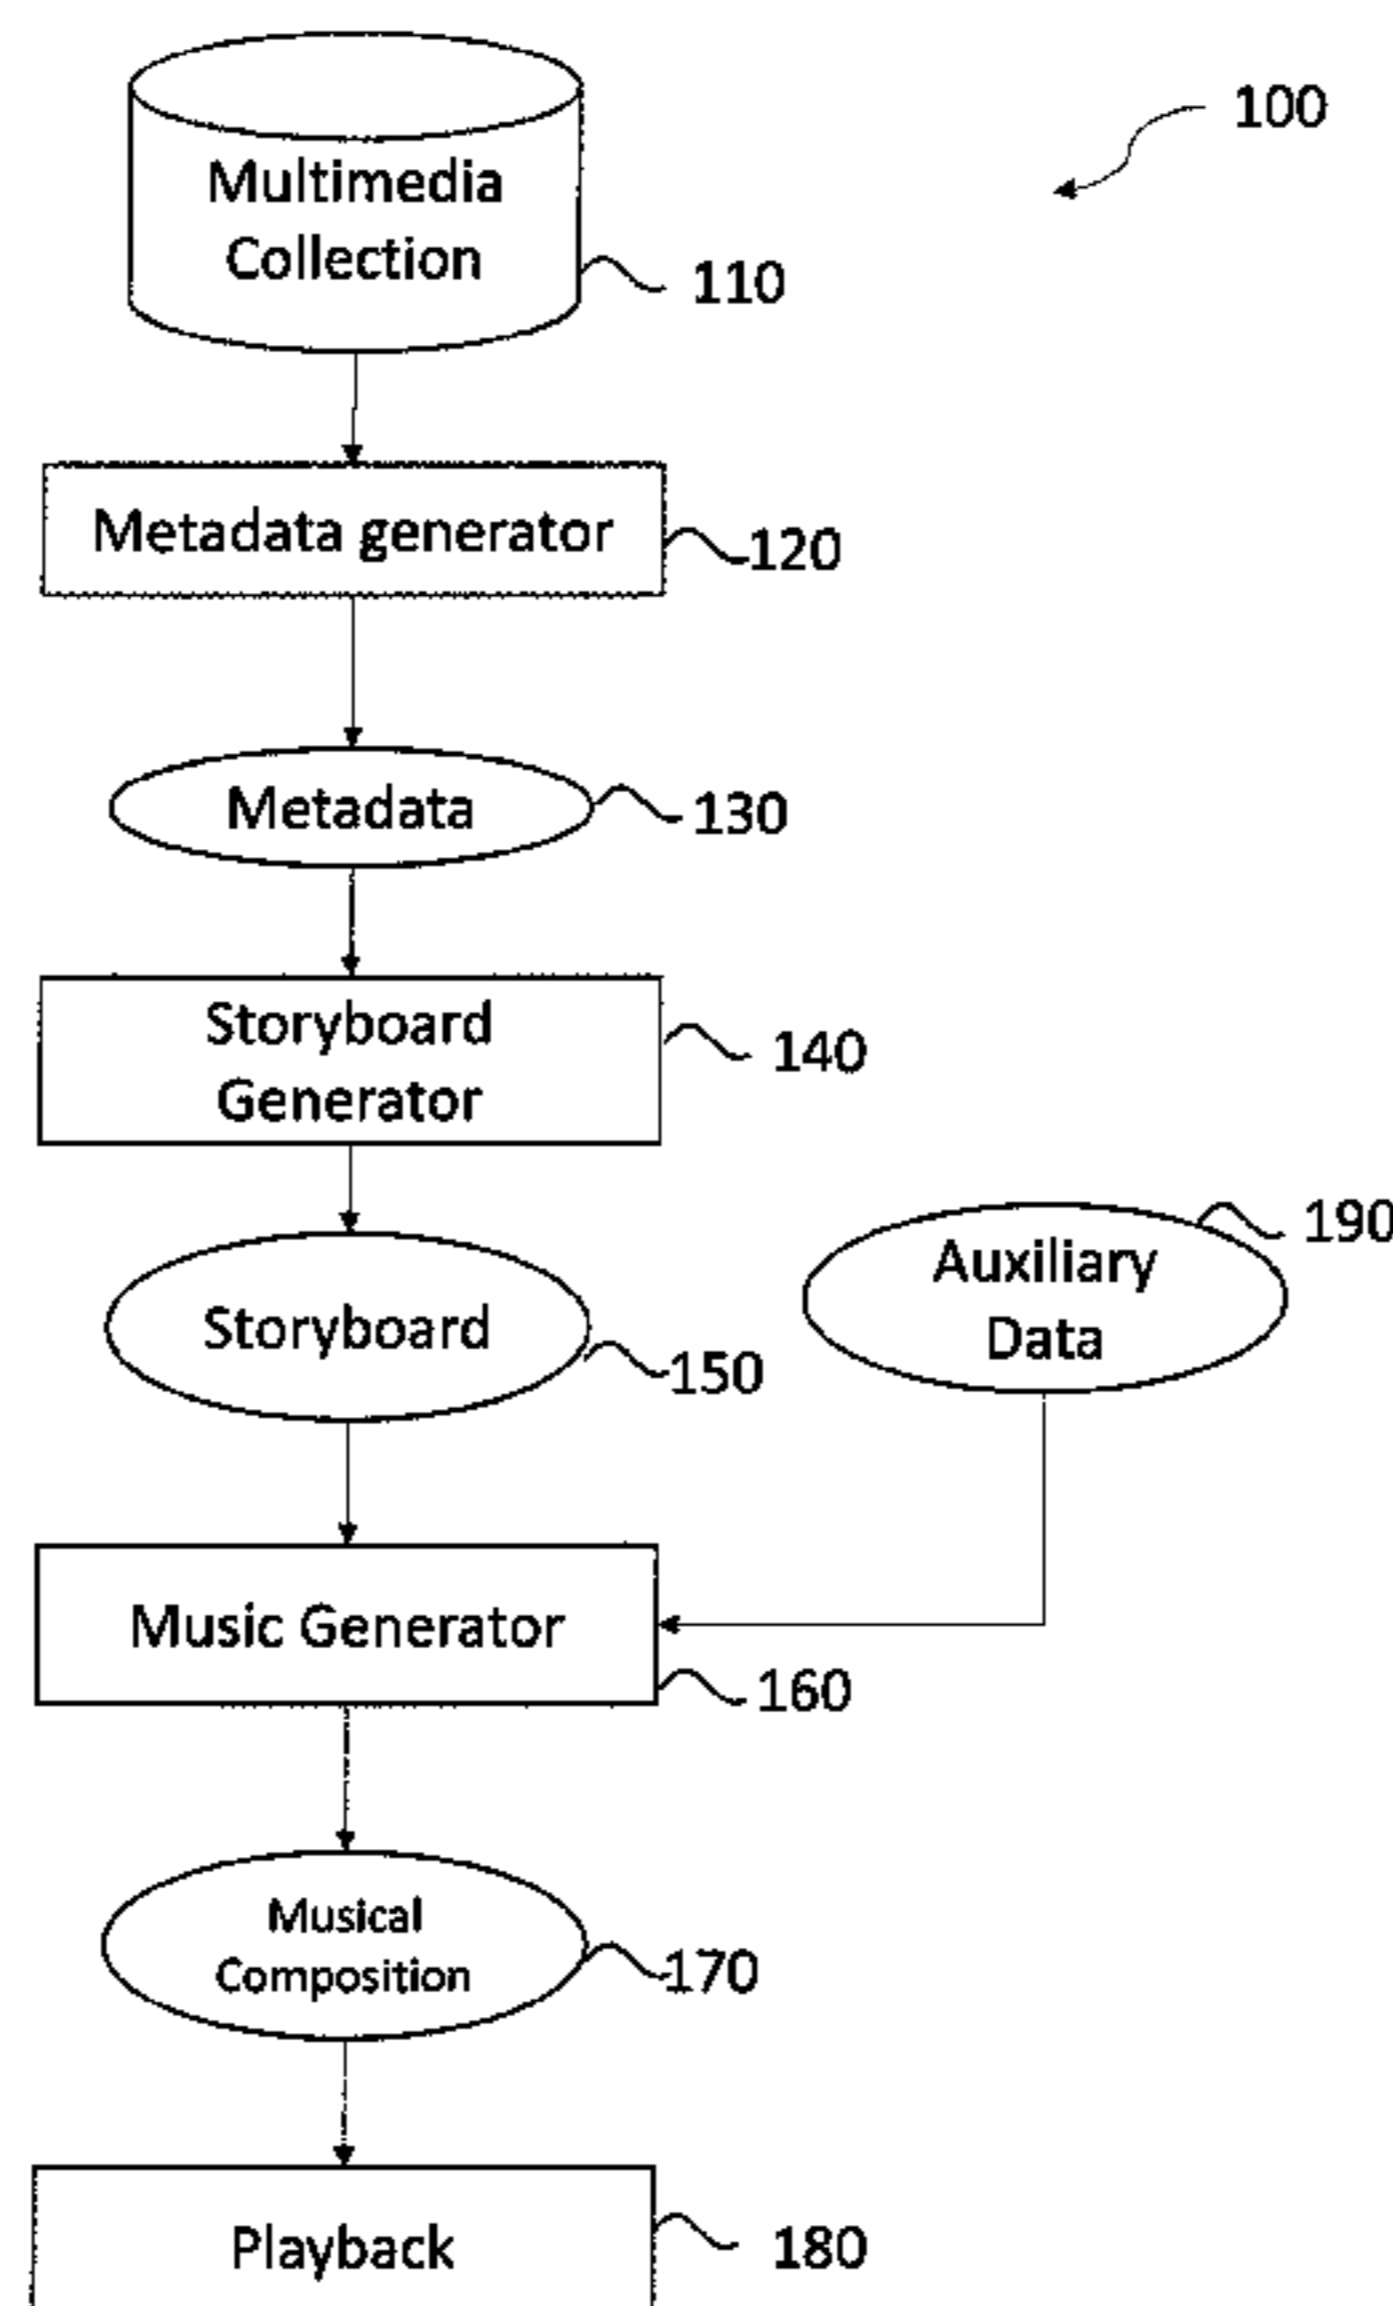 100
Multimedia
Collection
110
Metadata generator
120
Metadata
130
Storyboard
Generator
140
Storyboard
150
Auxiliary
Data
190
Music Generator
160
Musical
Composition
170
Playback
180